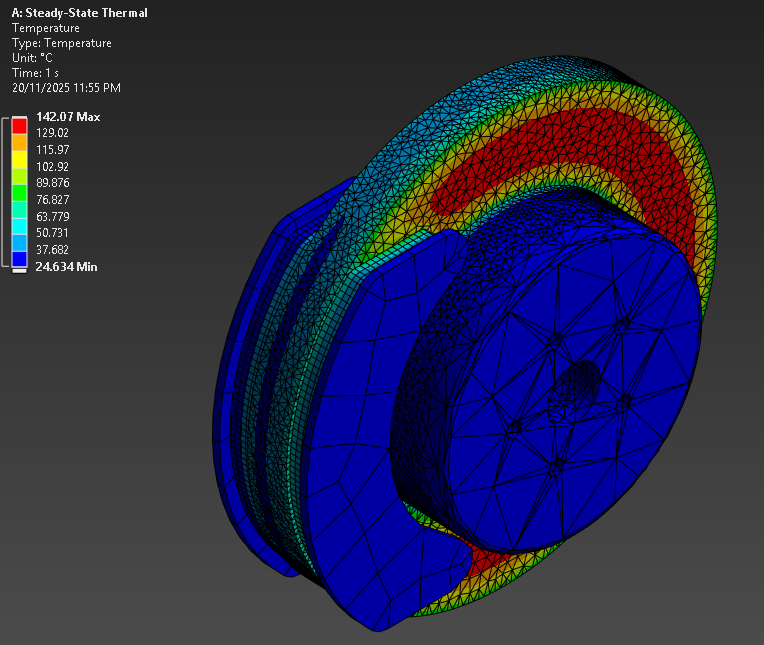 A: Steady-State Thermal
Temperature
Type: Temperature
Unit: °C
Time: 1 s
20/11/2025 11:55 PM
142.07 Max
129.02
115.97
102.92
89.876
76.827
63.779
50.731
37.682
24.634 Min